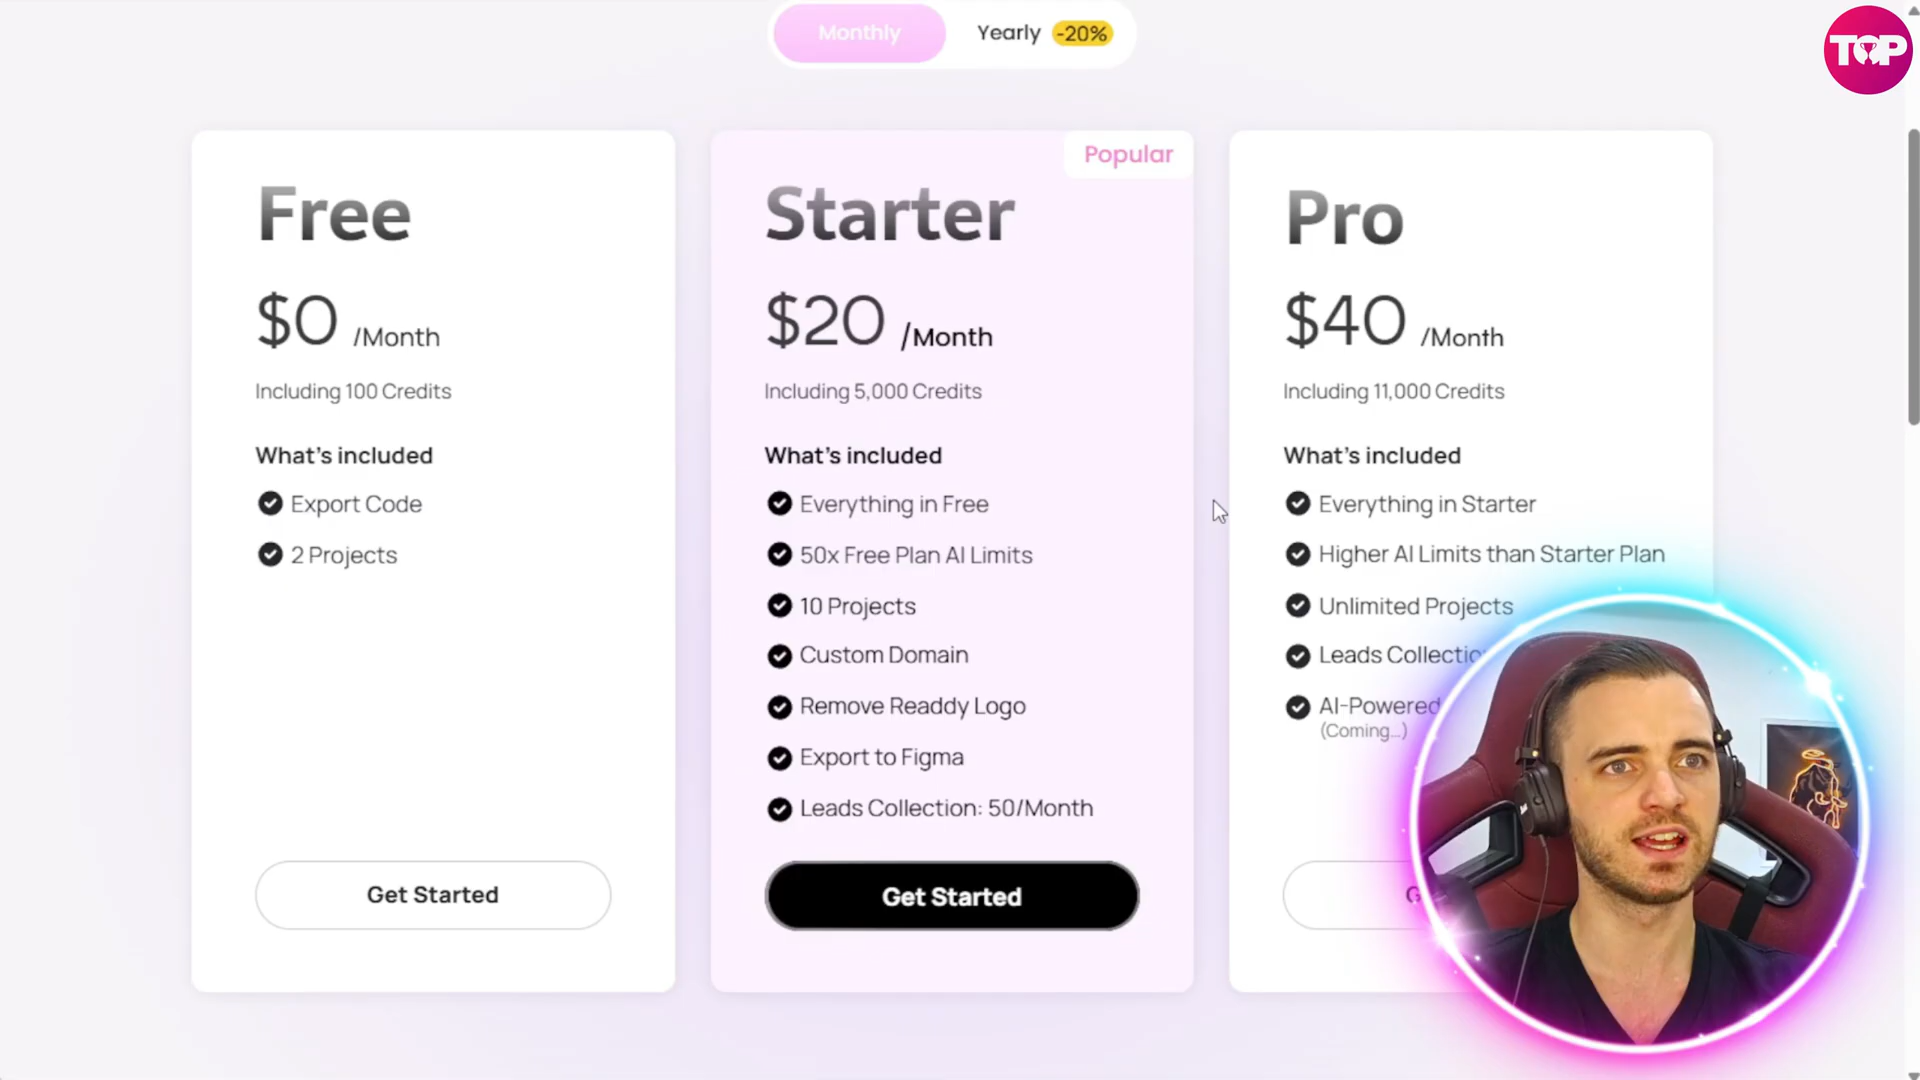 Monthly
Yearly -20%
TOP
Free
$0 /Month
Including 100 Credits
What's included
Export Code
2 Projects
Get Started
Popular
Starter
$20 /Month
Including 5,000 Credits
What's included
Everything in Free
50x Free Plan AI Limits
10 Projects
Custom Domain
Remove Readdy Logo
Export to Figma
Leads Collection: 50/Month
Get Started
Pro
$40 /Month
Including 11,000 Credits
What's included
Everything in Starter
Higher AI Limits than Starter Plan
Unlimited Projects
Leads
AI-Powered
(Coming...)